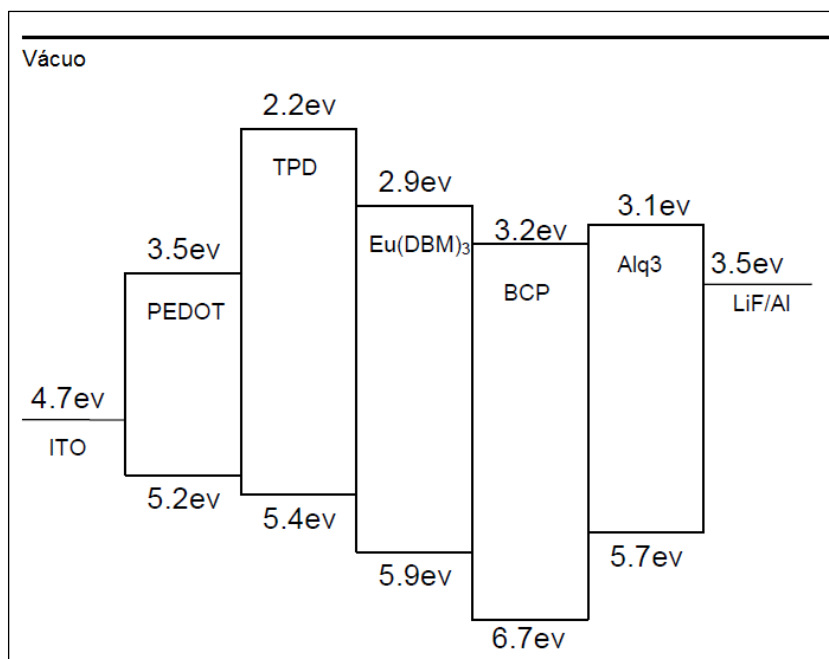 Vácuo
2.2ev
TPD
2.9ev
Eu(DBM)₃
3.5ev
PEDOT
3.2ev
BCP
3.1ev
Alq3
3.5ev
LiF/Al
4.7ev
ITO
5.2ev
5.4ev
5.9ev
6.7ev
5.7ev